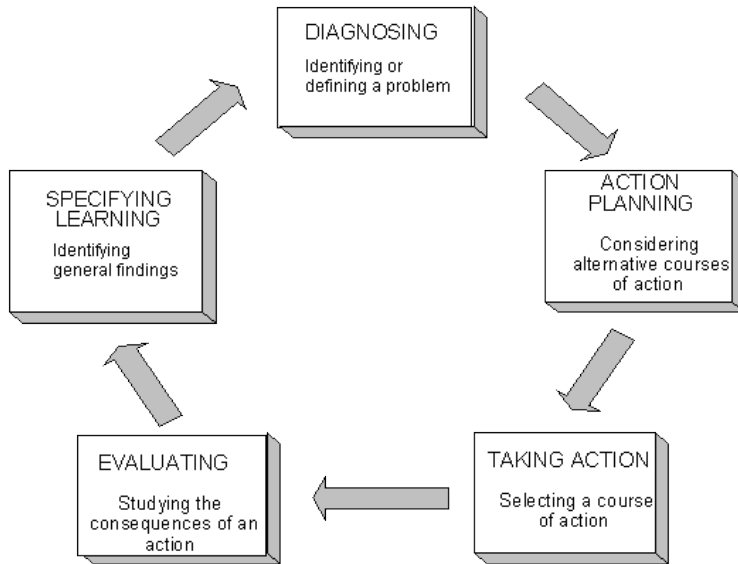 DIAGNOSING
Identifying or
defining a problem
ACTION
PLANNING
Considering
alternative courses
of action
TAKING ACTION
Selecting a course
of action
EVALUATING
Studying the
consequences of an
action
SPECIFYING
LEARNING
Identifying
general findings